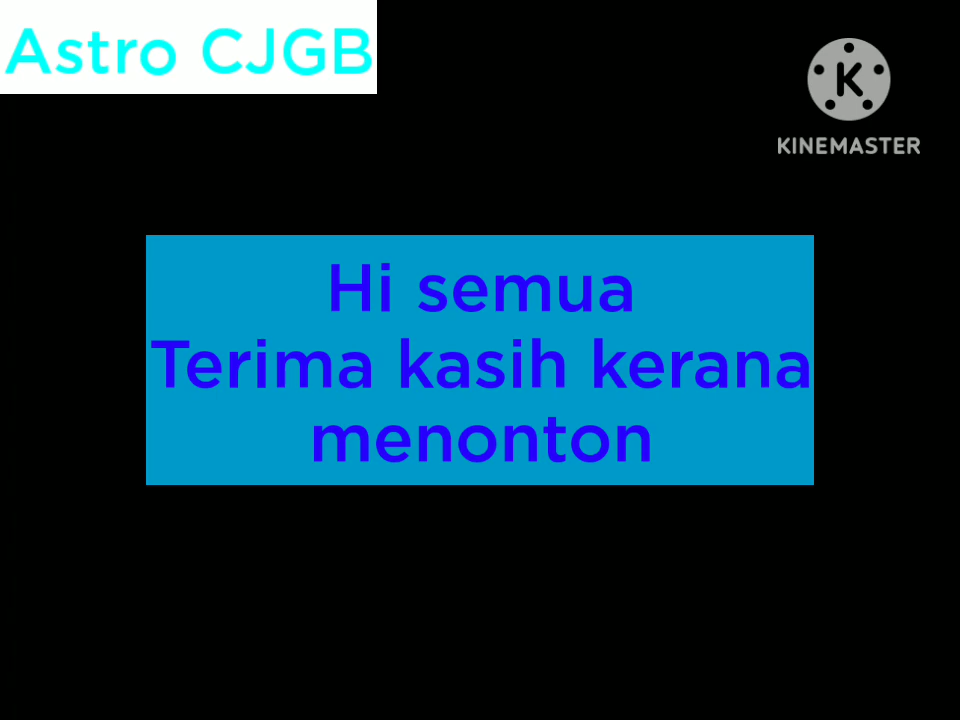 Astro CJGB
K
KINEMASTER
Hi semua
Terima kasih kerana
menonton